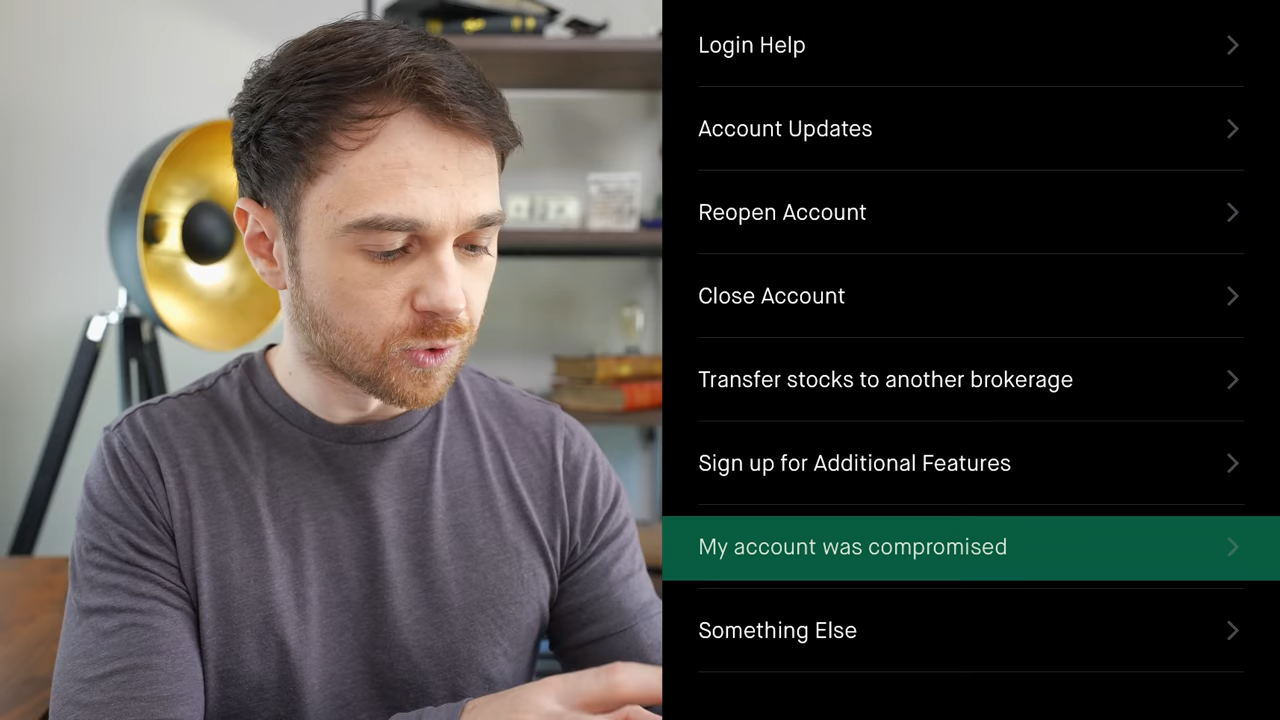 Login Help
Account Updates
Reopen Account
Close Account
Transfer stocks to another brokerage
Sign up for Additional Features
My account was compromised
Something Else